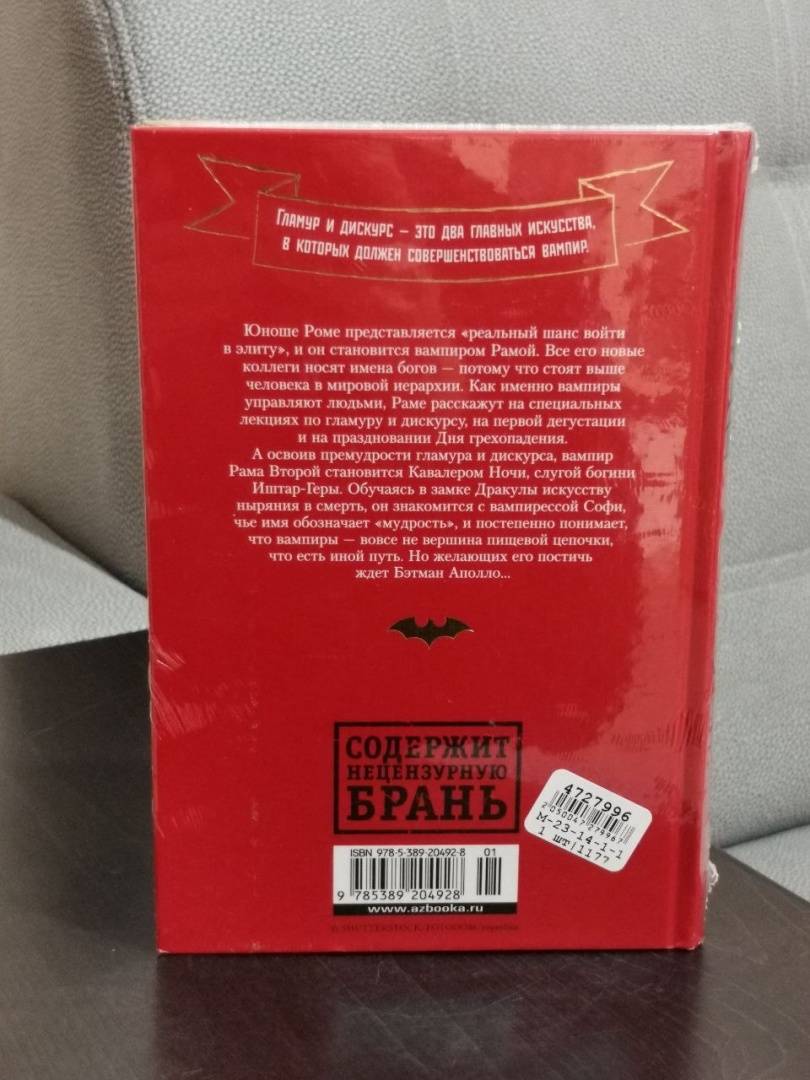 Гламур и дискурс — это два главных искусства,
в которых должен совершенствоваться вампир.
Юноше Роме представляется «реальный шанс войти
в элиту», и он становится вампиром Рамой. Все его новые
коллеги носят имена богов — потому что стоят выше
человека в мировой иерархии. Как именно вампиры
управляют людьми, Раме расскажут на специальных
лекциях по гламуру и дискурсу, на первой дегустации
и на праздновании Дня грехопадения.
А освоив премудрости гламура и дискурса, вампир
Рама Второй становится Кавалером Ночи, слугой богини
Иштар-Геры. Обучаясь в замке Дракулы искусству
ныряния в смерть, он знакомится с вампирессой Софи,
чье имя обозначает «мудрость», и постепенно понимает,
что вампиры — вовсе не вершина пищевой цепочки,
что есть иной путь. Но желающих его постичь
ждет Бэтман Аполло...
СОДЕРЖИТ
НЕЦЕНЗУРНУЮ
БРАНЬ
4727996
2050047279967
М-23-14-1-1
1 шт/1177
ISBN 978-5-389-20492-8 01
9 785389 204928
www.azbooka.ru